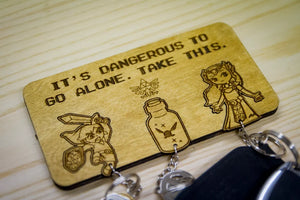 IT'S DANGEROUS TO
GO ALONE. TAKE THIS.